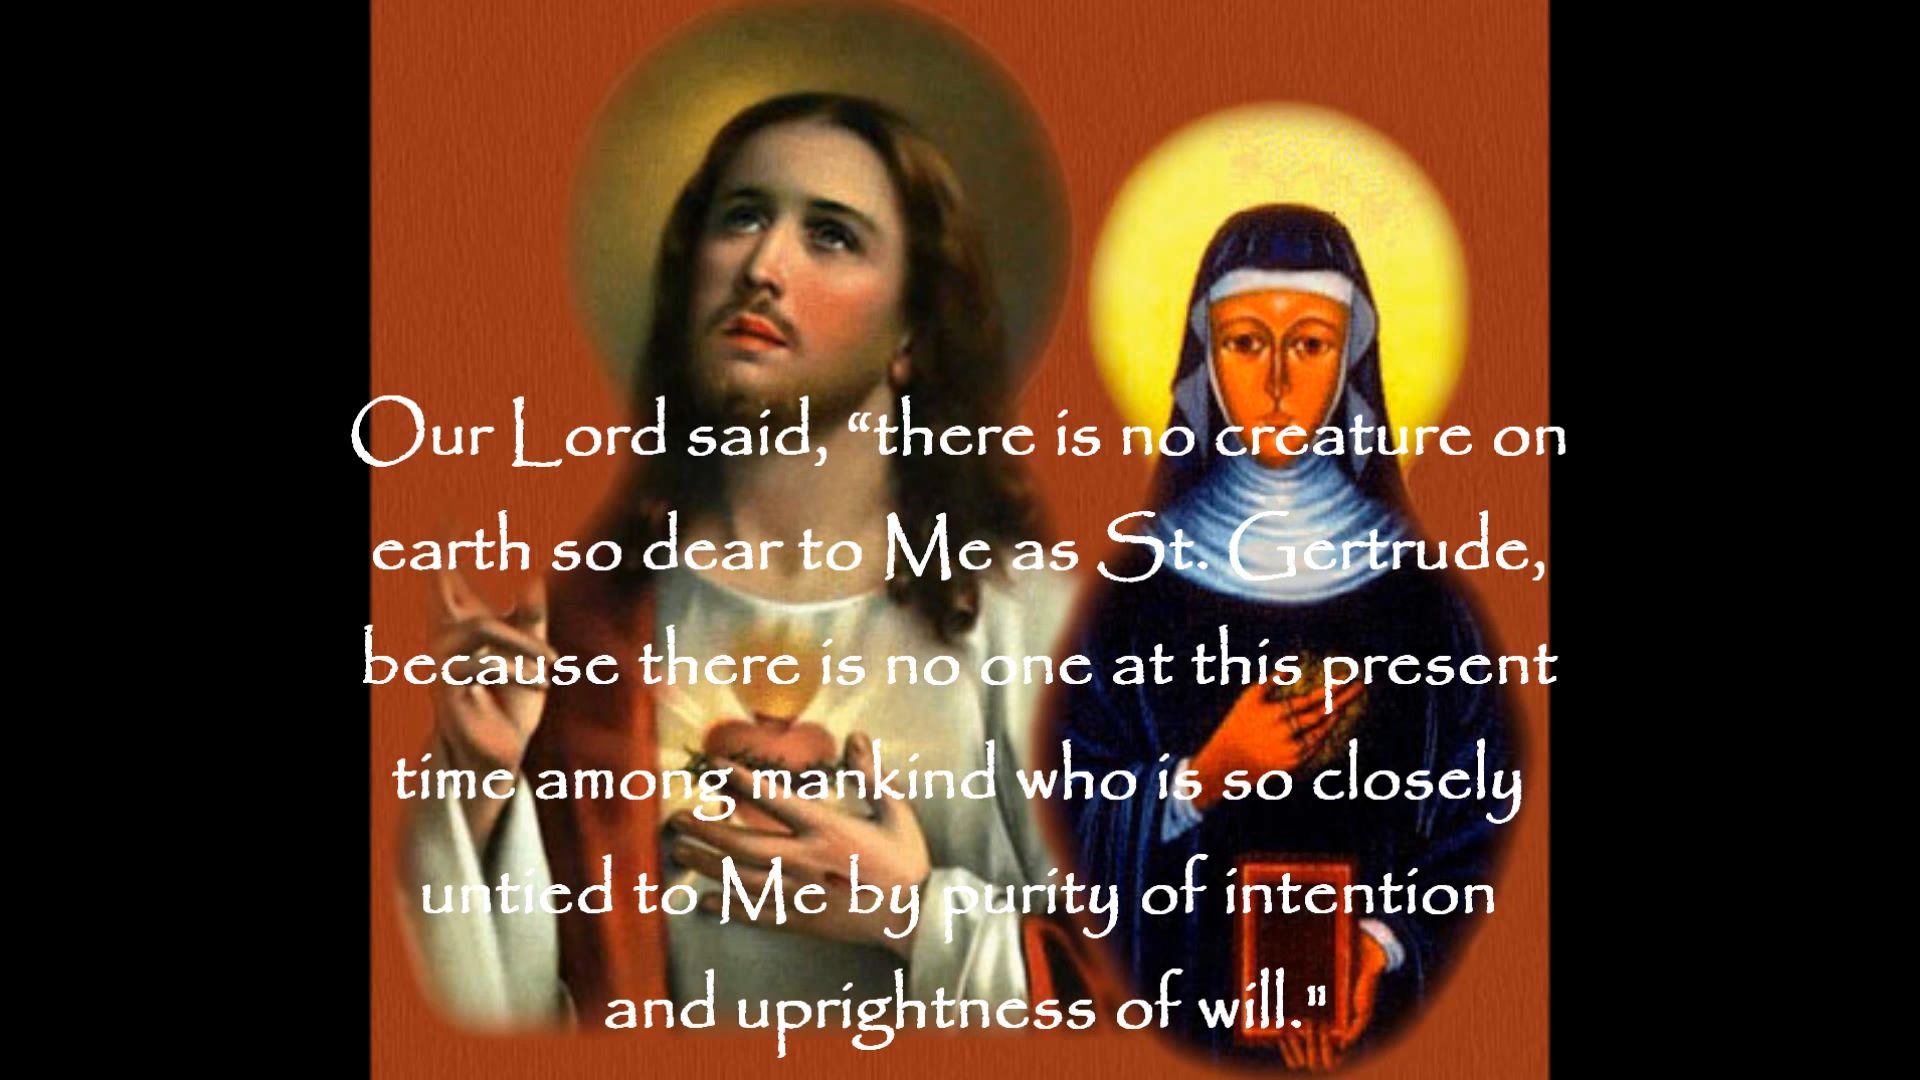 Our Lord said, “there is no creature on
earth so dear to Me as St. Gertrude,
because there is no one at this present
time among mankind who is so closely
untied to Me by purity of intention
and uprightness of will."